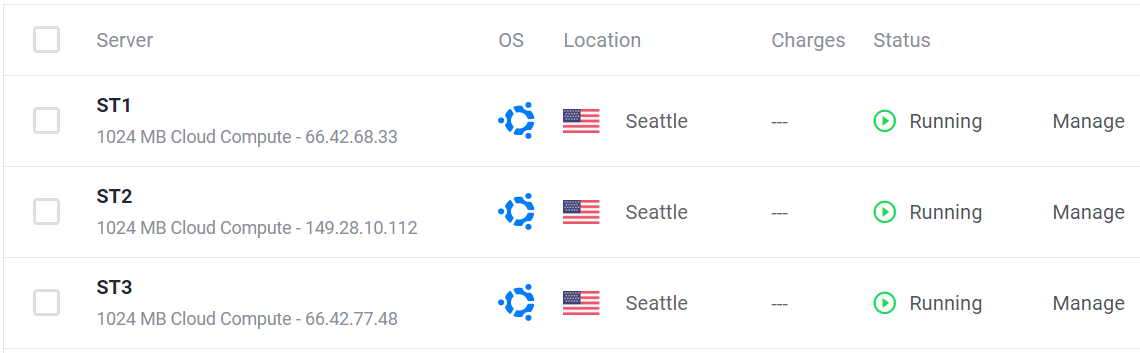 Server OS Location Charges Status
ST1
1024 MB Cloud Compute - 66.42.68.33
Seattle --- Running Manage
ST2
1024 MB Cloud Compute - 149.28.10.112
Seattle --- Running Manage
ST3
1024 MB Cloud Compute - 66.42.77.48
Seattle --- Running Manage